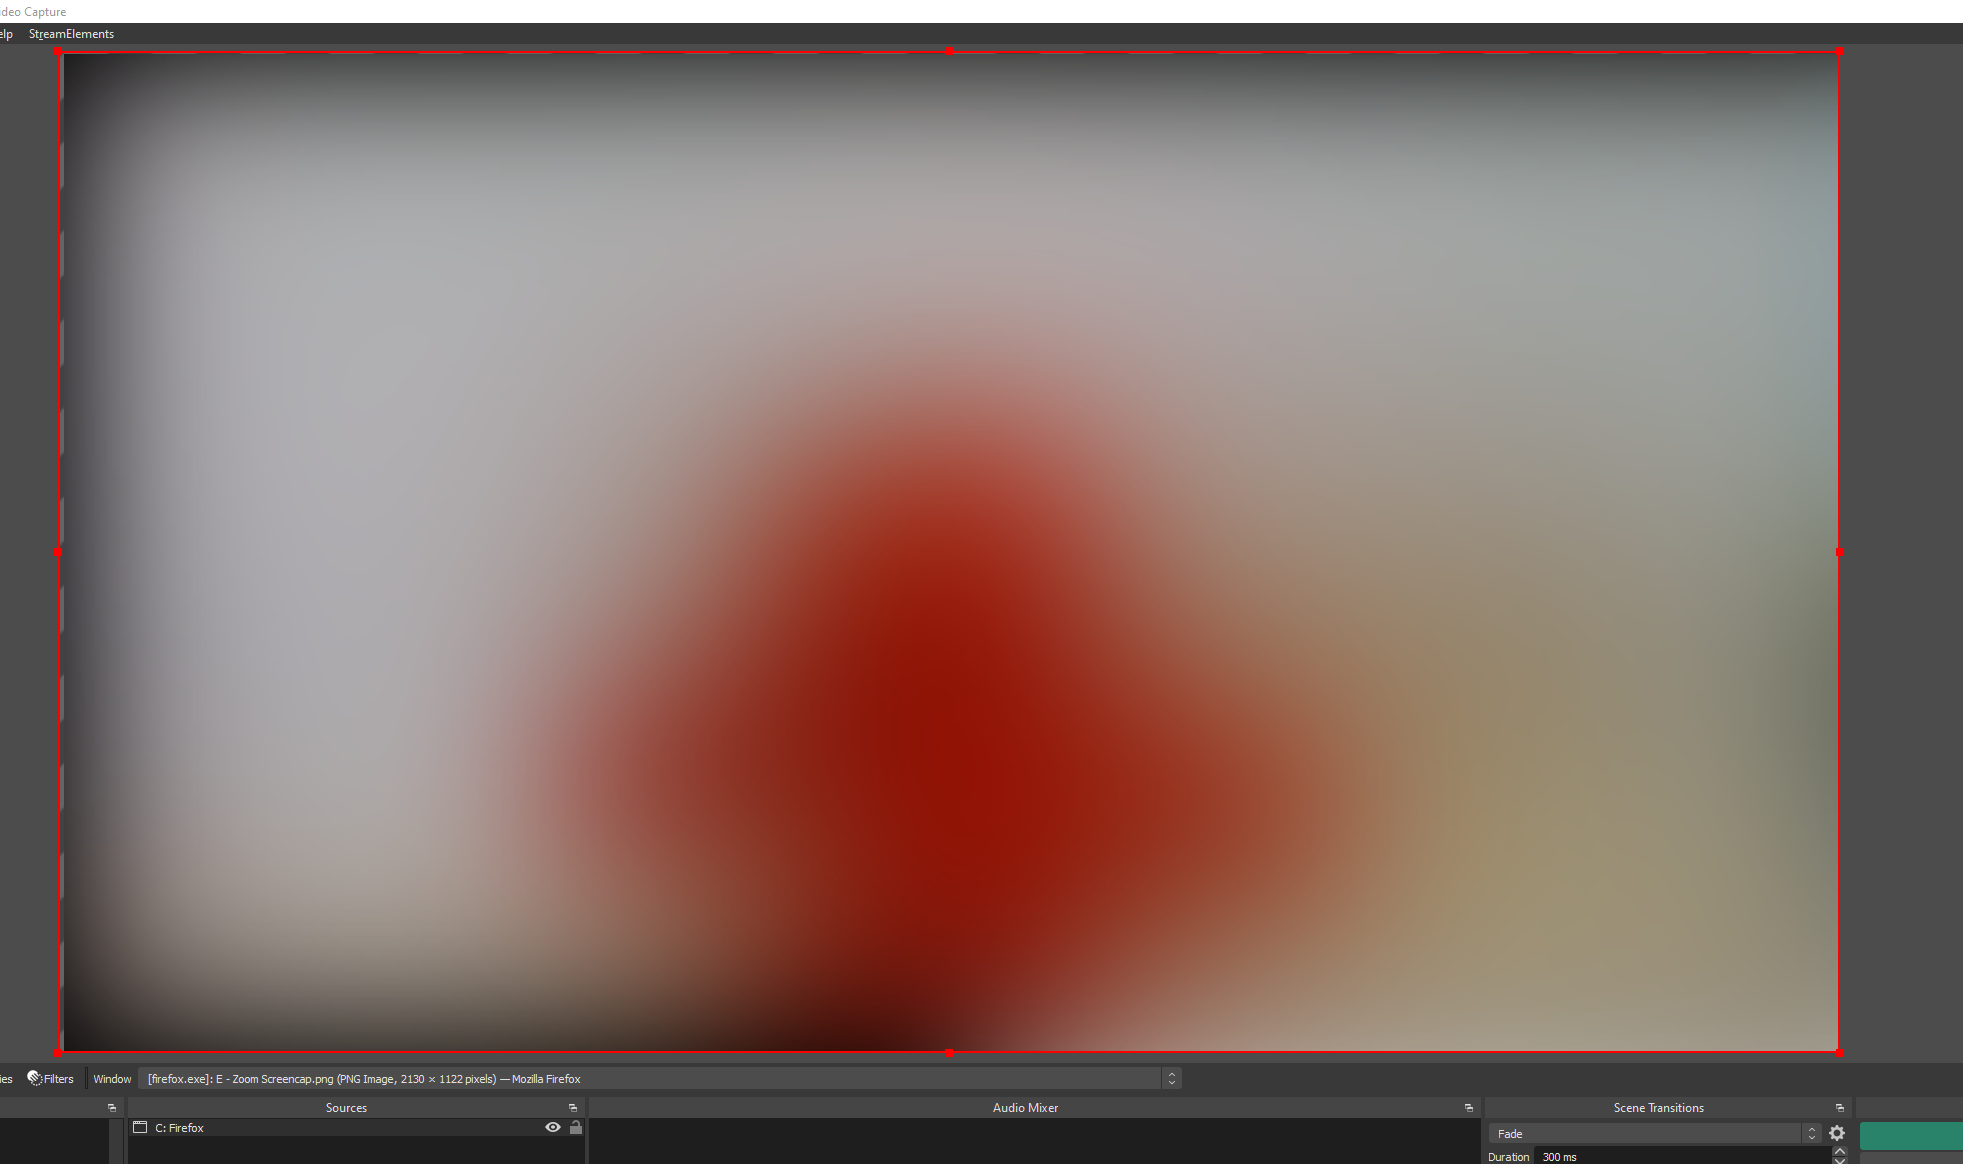 ideo Capture
elp StreamElements
ies Filters Window [firefox.exe]: E - Zoom Screencap.png (PNG Image, 2130 × 1122 pixels) — Mozilla Firefox
Sources Audio Mixer Scene Transitions
C: Firefox
Fade
Duration 300 ms